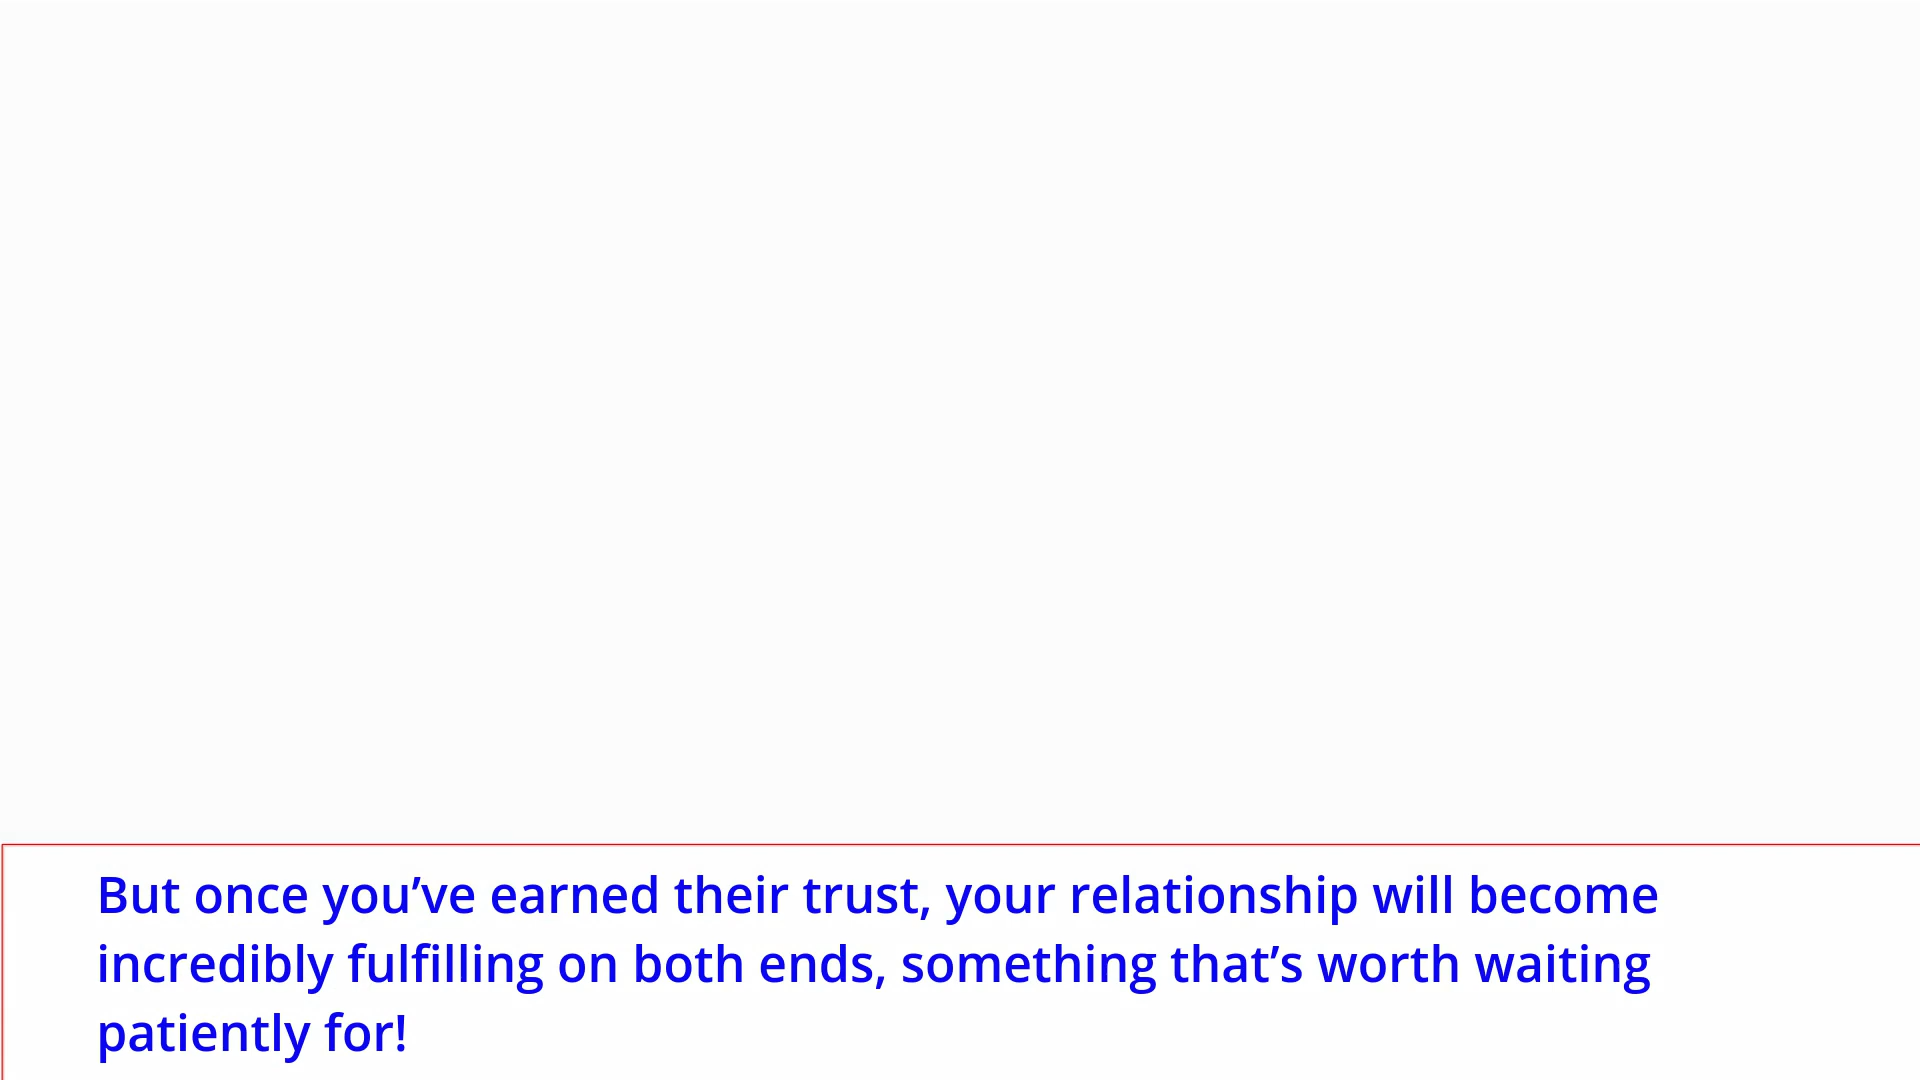 But once you’ve earned their trust, your relationship will become
incredibly fulfilling on both ends, something that’s worth waiting
patiently for!